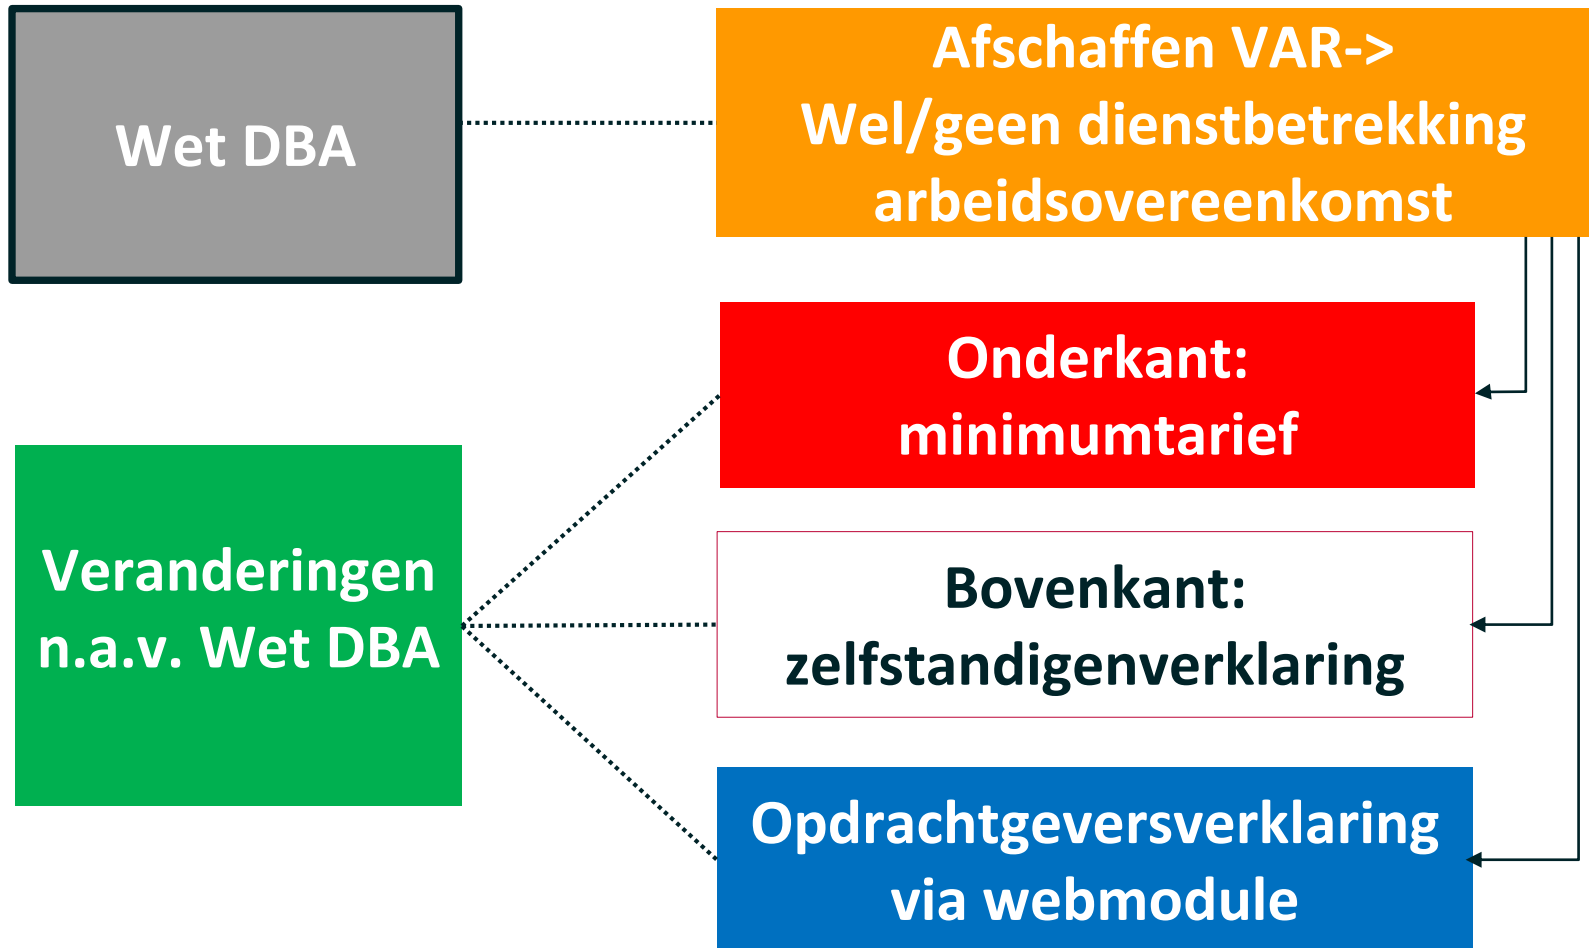 Wet DBA
Afschaffen VAR->
Wel/geen dienstbetrekking
arbeidsovereenkomst
Veranderingen
n.a.v. Wet DBA
Onderkant:
minimumtarief
Bovenkant:
zelfstandigenverklaring
Opdrachtgeversverklaring
via webmodule